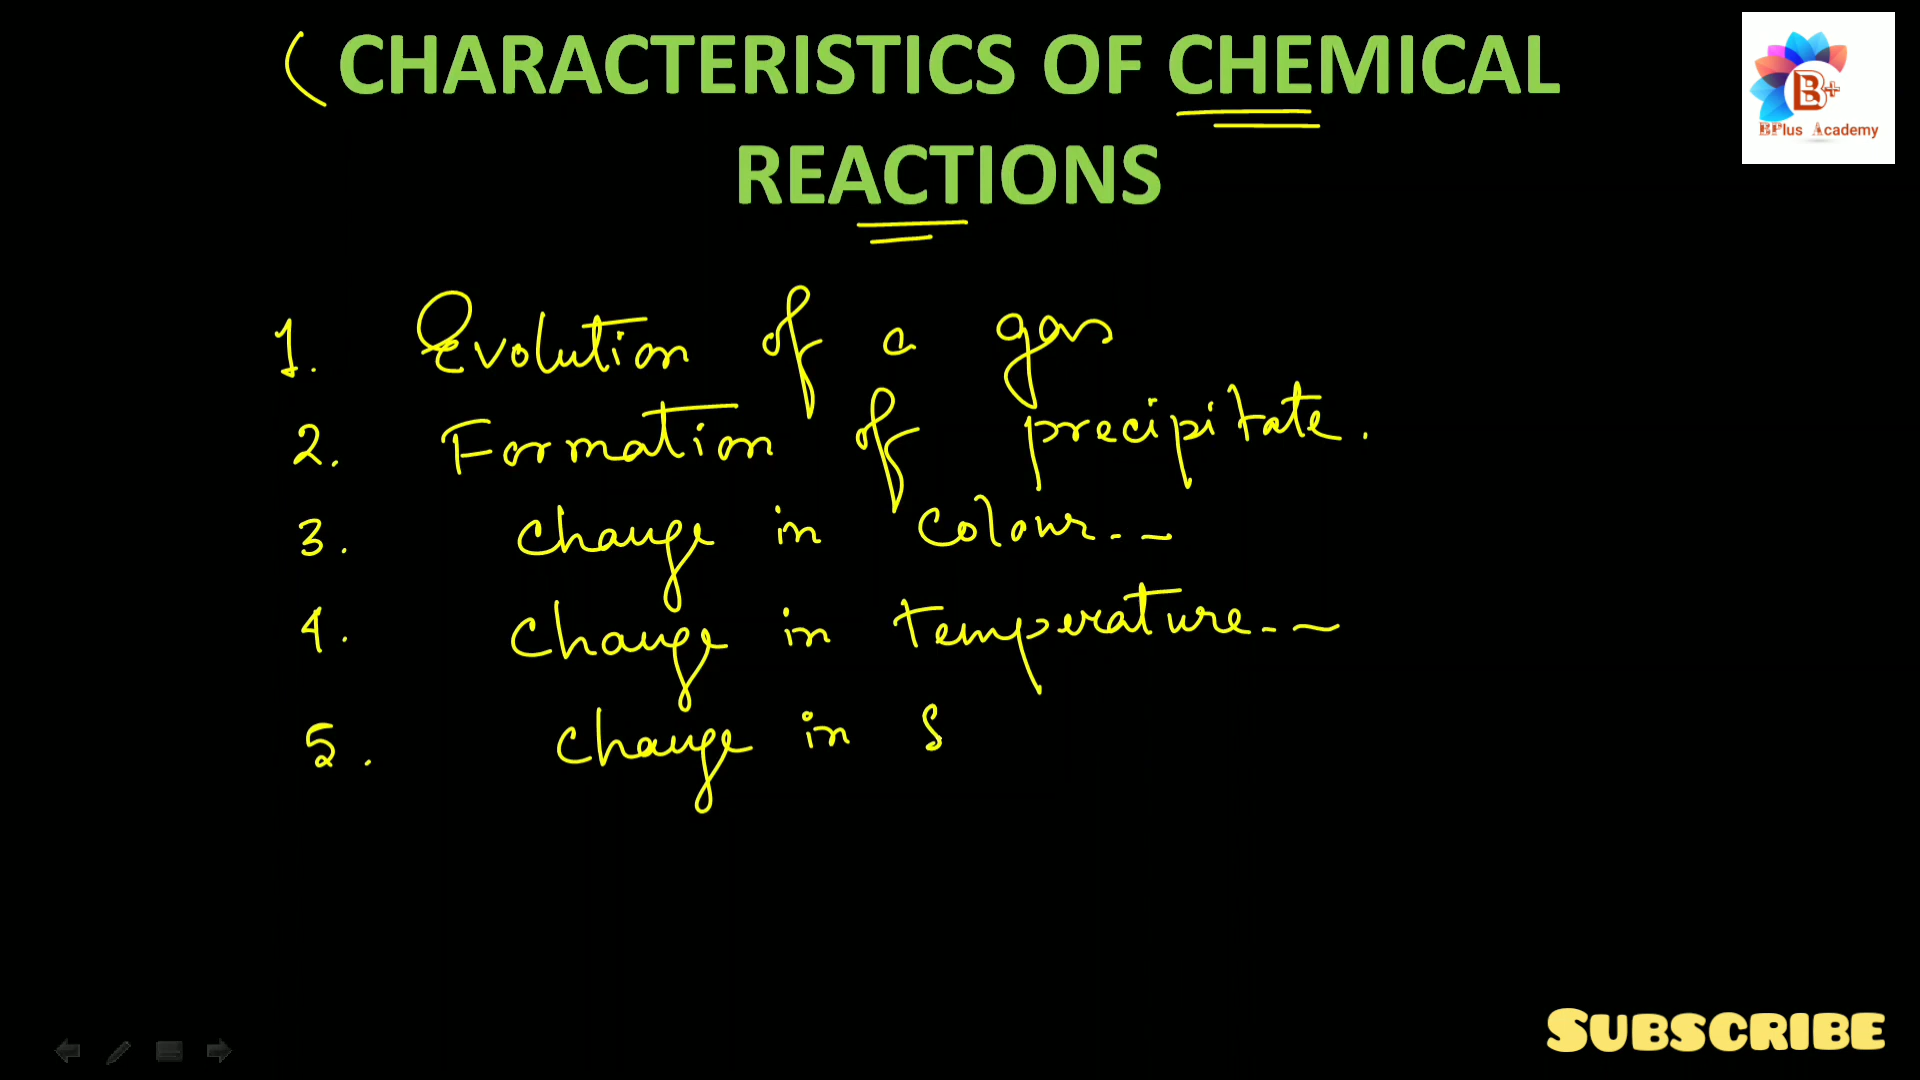 CHARACTERISTICS OF CHEMICAL
REACTIONS
B+
BPlus Academy
1. Evolution of a gas
2. Formation of precipitate.
3. change in colour..
4. change in temperature..
5. change in s
SUBSCRIBE